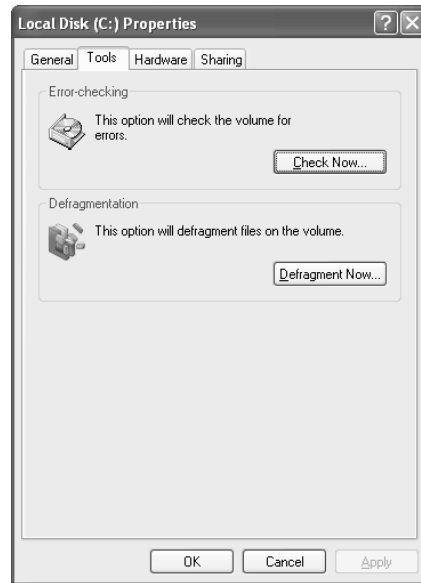 Local Disk (C:) Properties
General Tools Hardware Sharing
Error-checking
This option will check the volume for
errors.
Check Now...
Defragmentation
This option will defragment files on the volume.
Defragment Now...
OK Cancel Apply